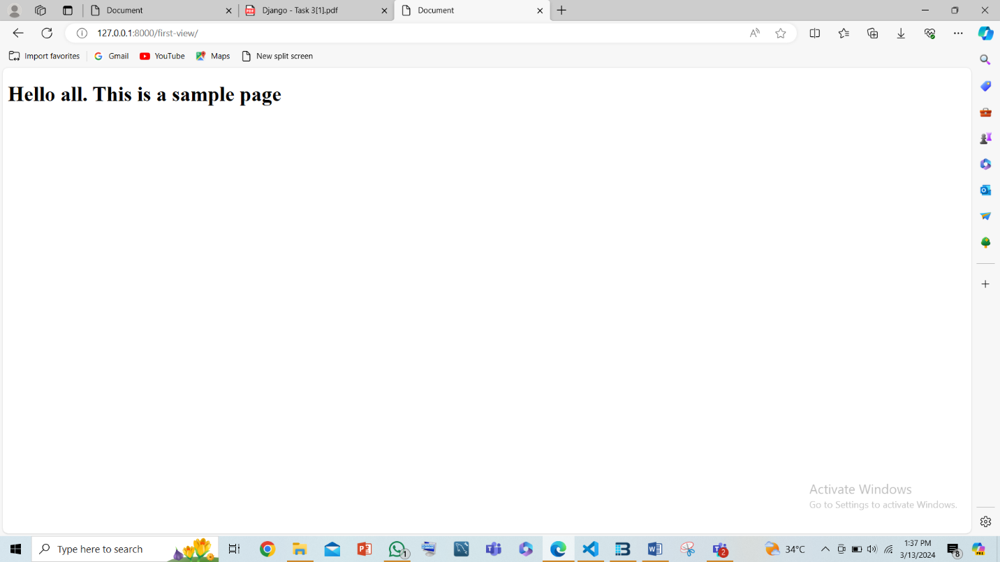 Document
Django - Task 3[1].pdf
Document
127.0.0.1:8000/first-view/
Import favorites
Gmail
YouTube
Maps
New split screen
Hello all. This is a sample page
Activate Windows
Go to Settings to activate Windows.
Type here to search
1
2
34°C
1:37 PM
3/13/2024
8
PRE